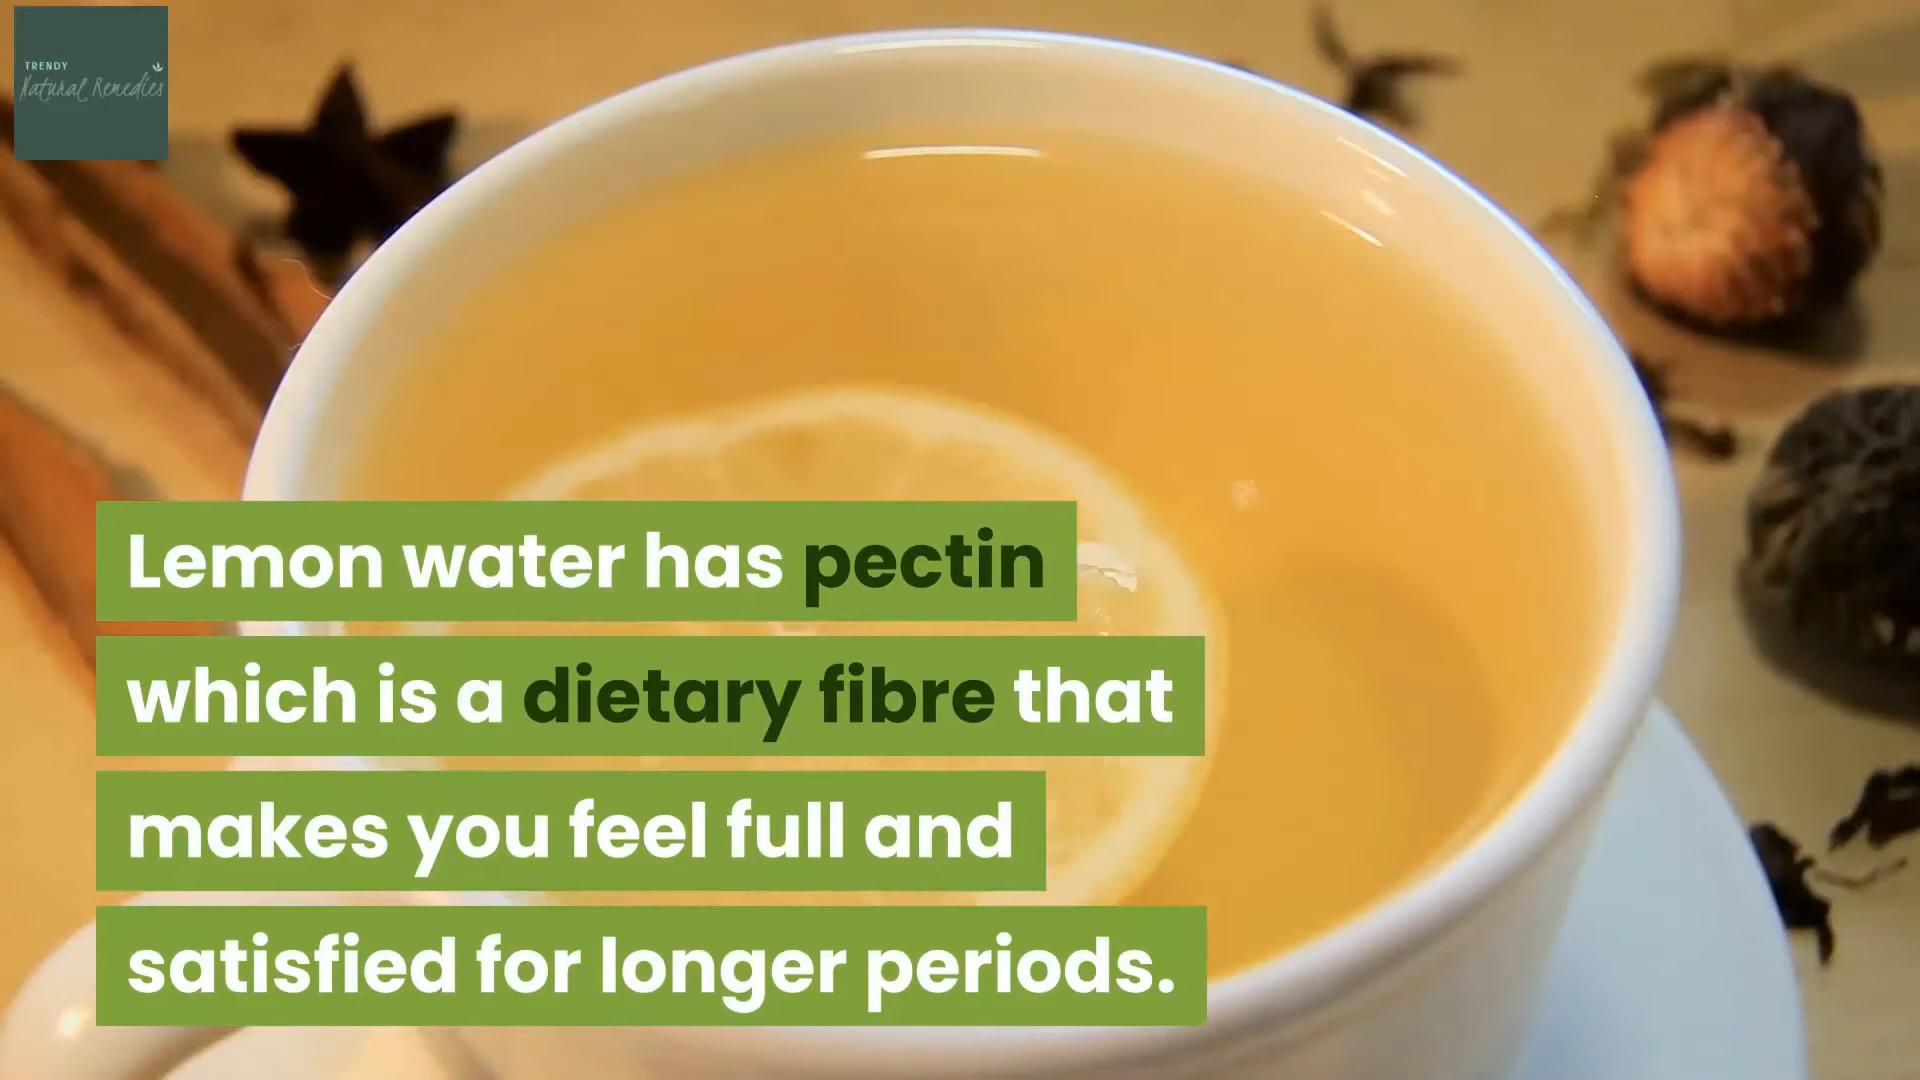 TRENDY
Natural Remedies
Lemon water has pectin
which is a dietary fibre that
makes you feel full and
satisfied for longer periods.